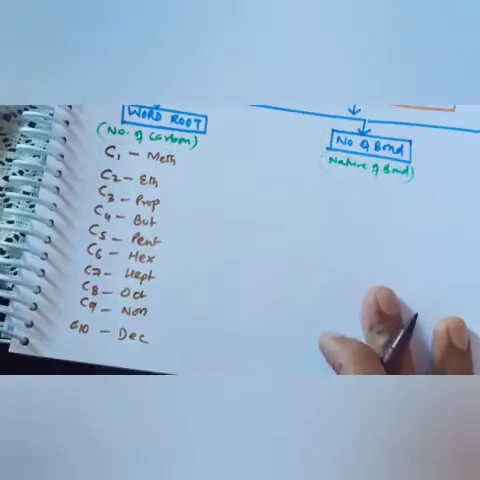 WORD ROOT
(No. of Carbon)
C1 – Meth
C2 – Eth
C3 – Prop
C4 – But
C5 – Pent
C6 – Hex
C7 – Hept
C8 – Oct
C9 – Non
C10 – Dec
No of Bond
(Nature of Bond)